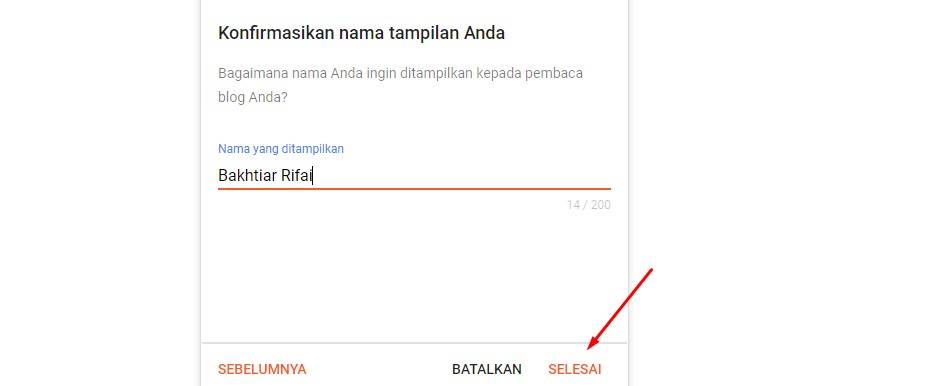 Konfirmasikan nama tampilan Anda
Bagaimana nama Anda ingin ditampilkan kepada pembaca
blog Anda?
Nama yang ditampilkan
Bakhtiar Rifai
14 / 200
SEBELUMNYA BATALKAN SELESAI